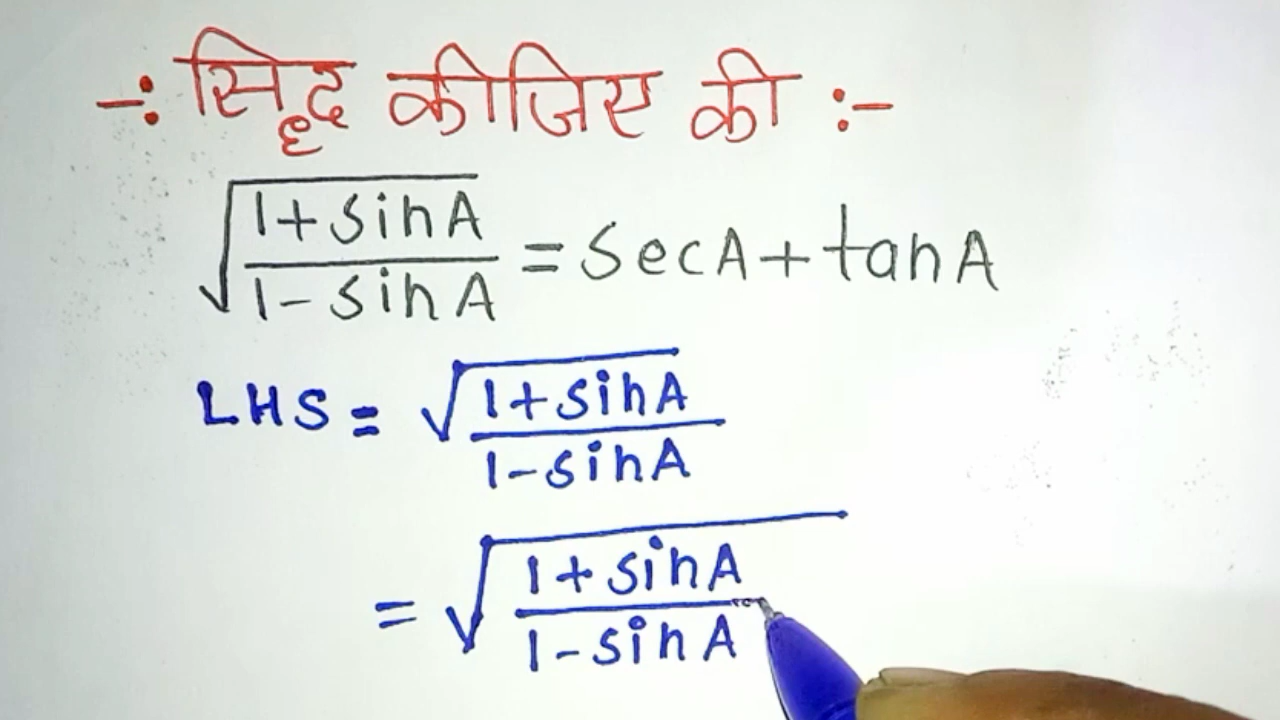 -: सिद्ध कीजिए की :-
√(1+sinA)/(1-sinA) = SecA+tanA
LHS = √(1+sinA)/(1-sinA)
= √(1+sinA)/(1-sinA)